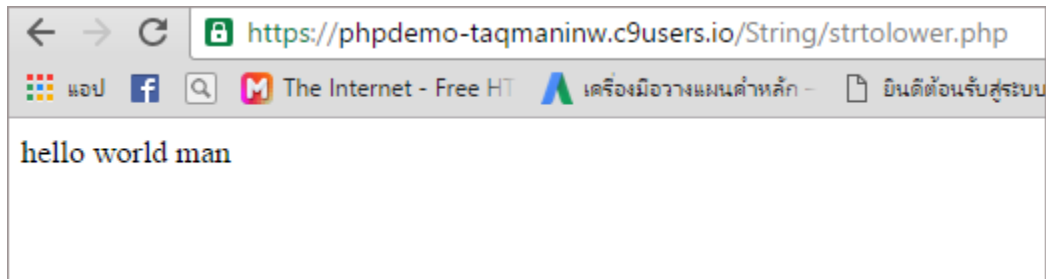 https://phpdemo-taqmaninw.c9users.io/String/strtolower.php
แอป The Internet - Free HT เครื่องมือวางแผนคำหลัก - ยินดีต้อนรับสู่ระบบ
hello world man